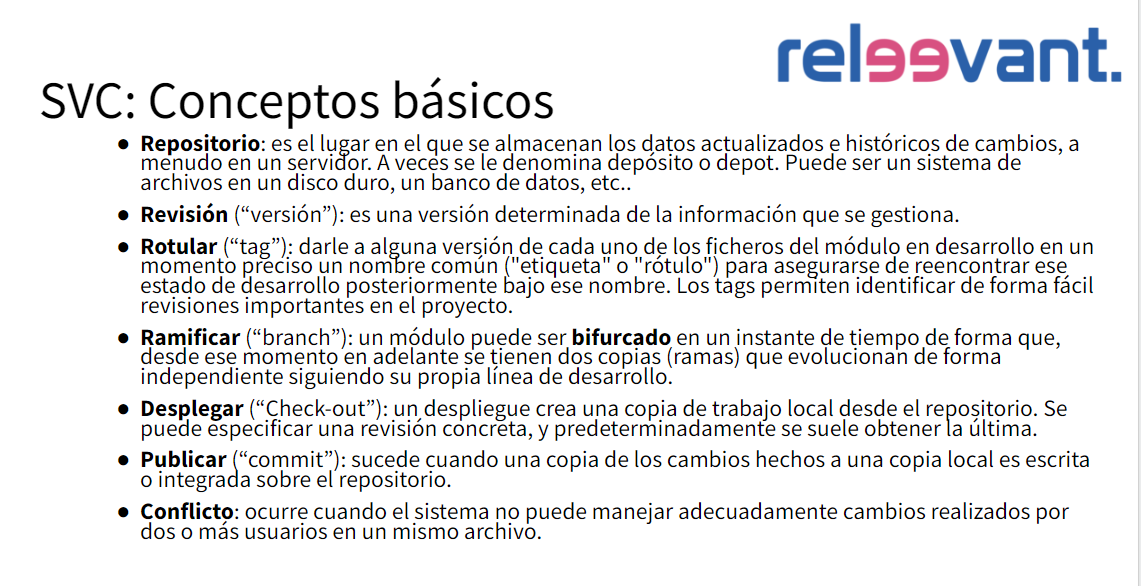 releevant.
SVC: Conceptos básicos
● Repositorio: es el lugar en el que se almacenan los datos actualizados e históricos de cambios, a
menudo en un servidor. A veces se le denomina depósito o depot. Puede ser un sistema de
archivos en un disco duro, un banco de datos, etc..
● Revisión (“versión”): es una versión determinada de la información que se gestiona.
● Rotular (“tag”): darle a alguna versión de cada uno de los ficheros del módulo en desarrollo en un
momento preciso un nombre común ("etiqueta" o "rótulo") para asegurarse de reencontrar ese
estado de desarrollo posteriormente bajo ese nombre. Los tags permiten identificar de forma fácil
revisiones importantes en el proyecto.
● Ramificar (“branch”): un módulo puede ser bifurcado en un instante de tiempo de forma que,
desde ese momento en adelante se tienen dos copias (ramas) que evolucionan de forma
independiente siguiendo su propia línea de desarrollo.
● Desplegar (“Check-out”): un despliegue crea una copia de trabajo local desde el repositorio. Se
puede especificar una revisión concreta, y predeterminadamente se suele obtener la última.
● Publicar (“commit”): sucede cuando una copia de los cambios hechos a una copia local es escrita
o integrada sobre el repositorio.
● Conflicto: ocurre cuando el sistema no puede manejar adecuadamente cambios realizados por
dos o más usuarios en un mismo archivo.